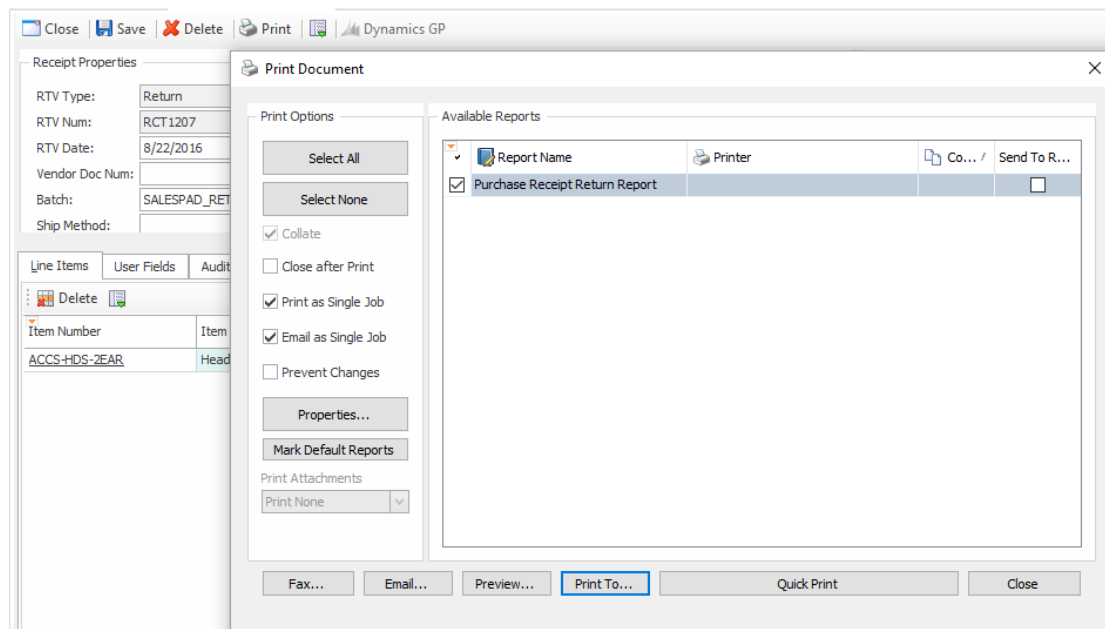 Close Save Delete Print Dynamics GP
Receipt Properties
RTV Type: Return
RTV Num: RCT1207
RTV Date: 8/22/2016
Vendor Doc Num:
Batch: SALESPAD_RET
Ship Method:
Line Items User Fields Audit
Delete
Item Number Item
ACCS-HDS-2EAR Head
Print Document
Print Options
Select All
Select None
Collate
Close after Print
Print as Single Job
Email as Single Job
Prevent Changes
Properties...
Mark Default Reports
Print Attachments
Print None
Available Reports
Report Name Printer Co... Send To R...
Purchase Receipt Return Report
Fax... Email... Preview... Print To... Quick Print Close